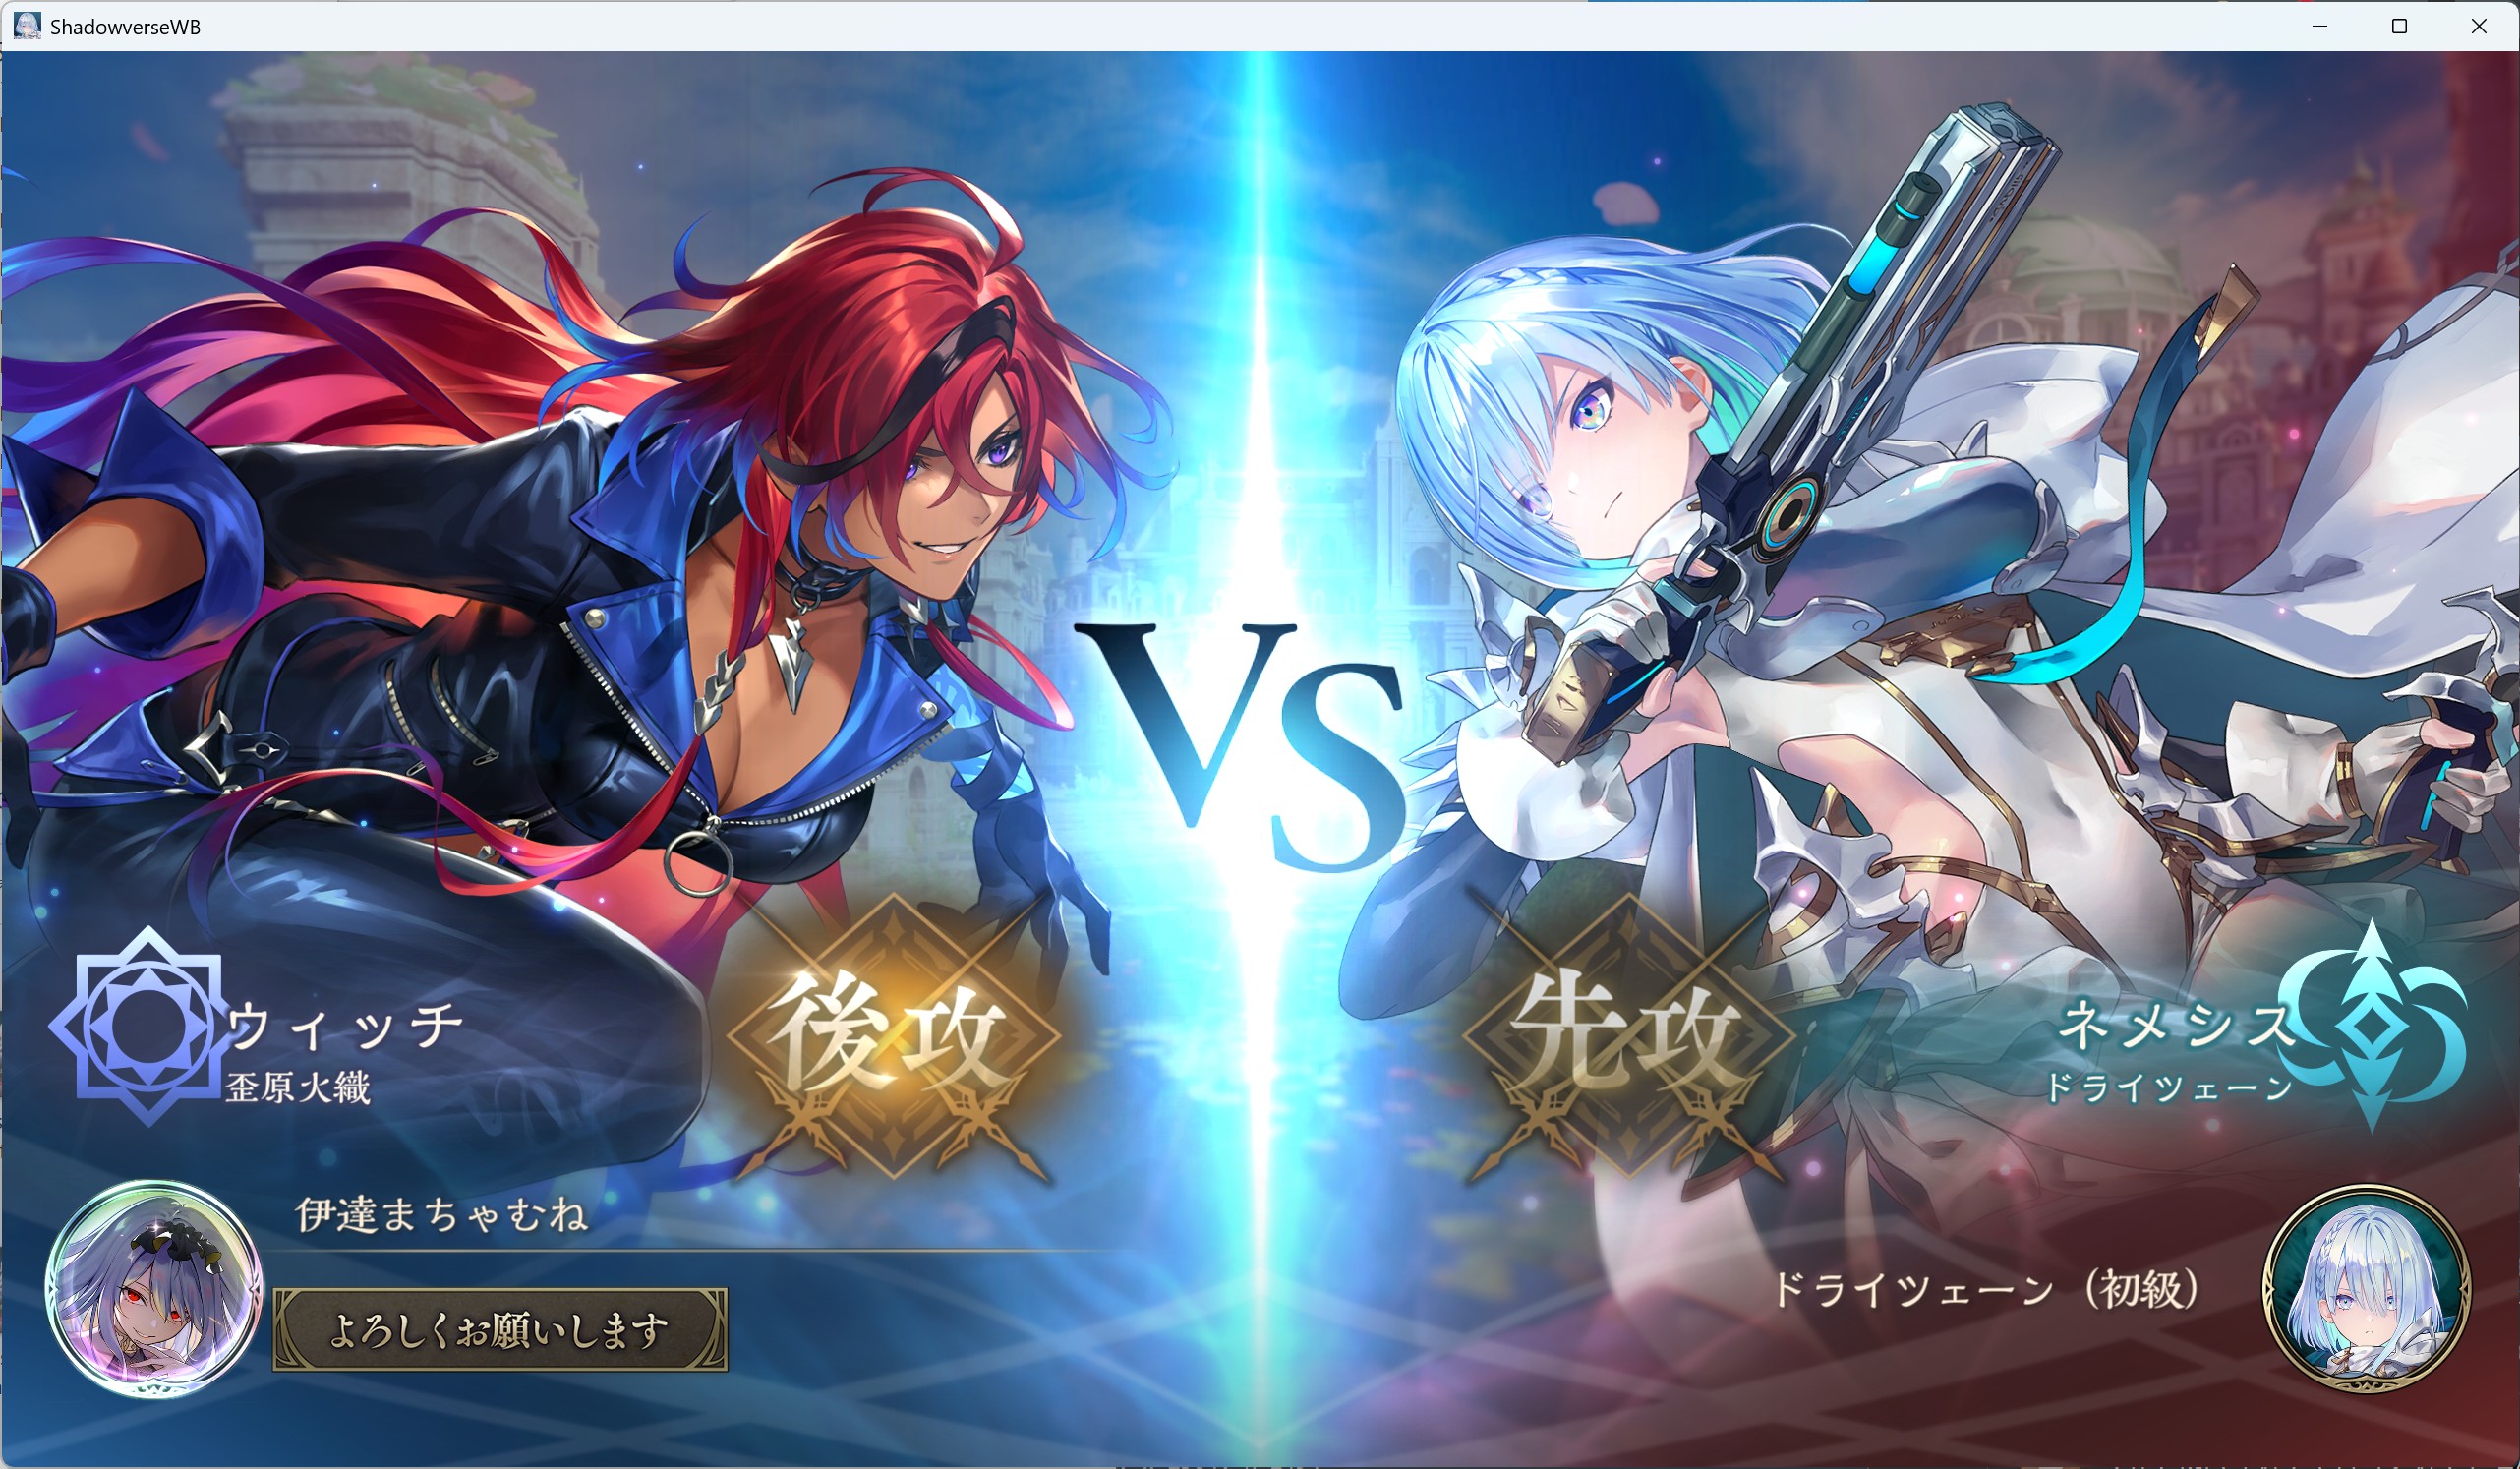 ShadowverseWB
VS
ウィッチ
歪原火織
後攻
先攻
ネメシス
ドライツェーン
伊達まちゃむね
よろしくお願いします
ドライツェーン（初級）